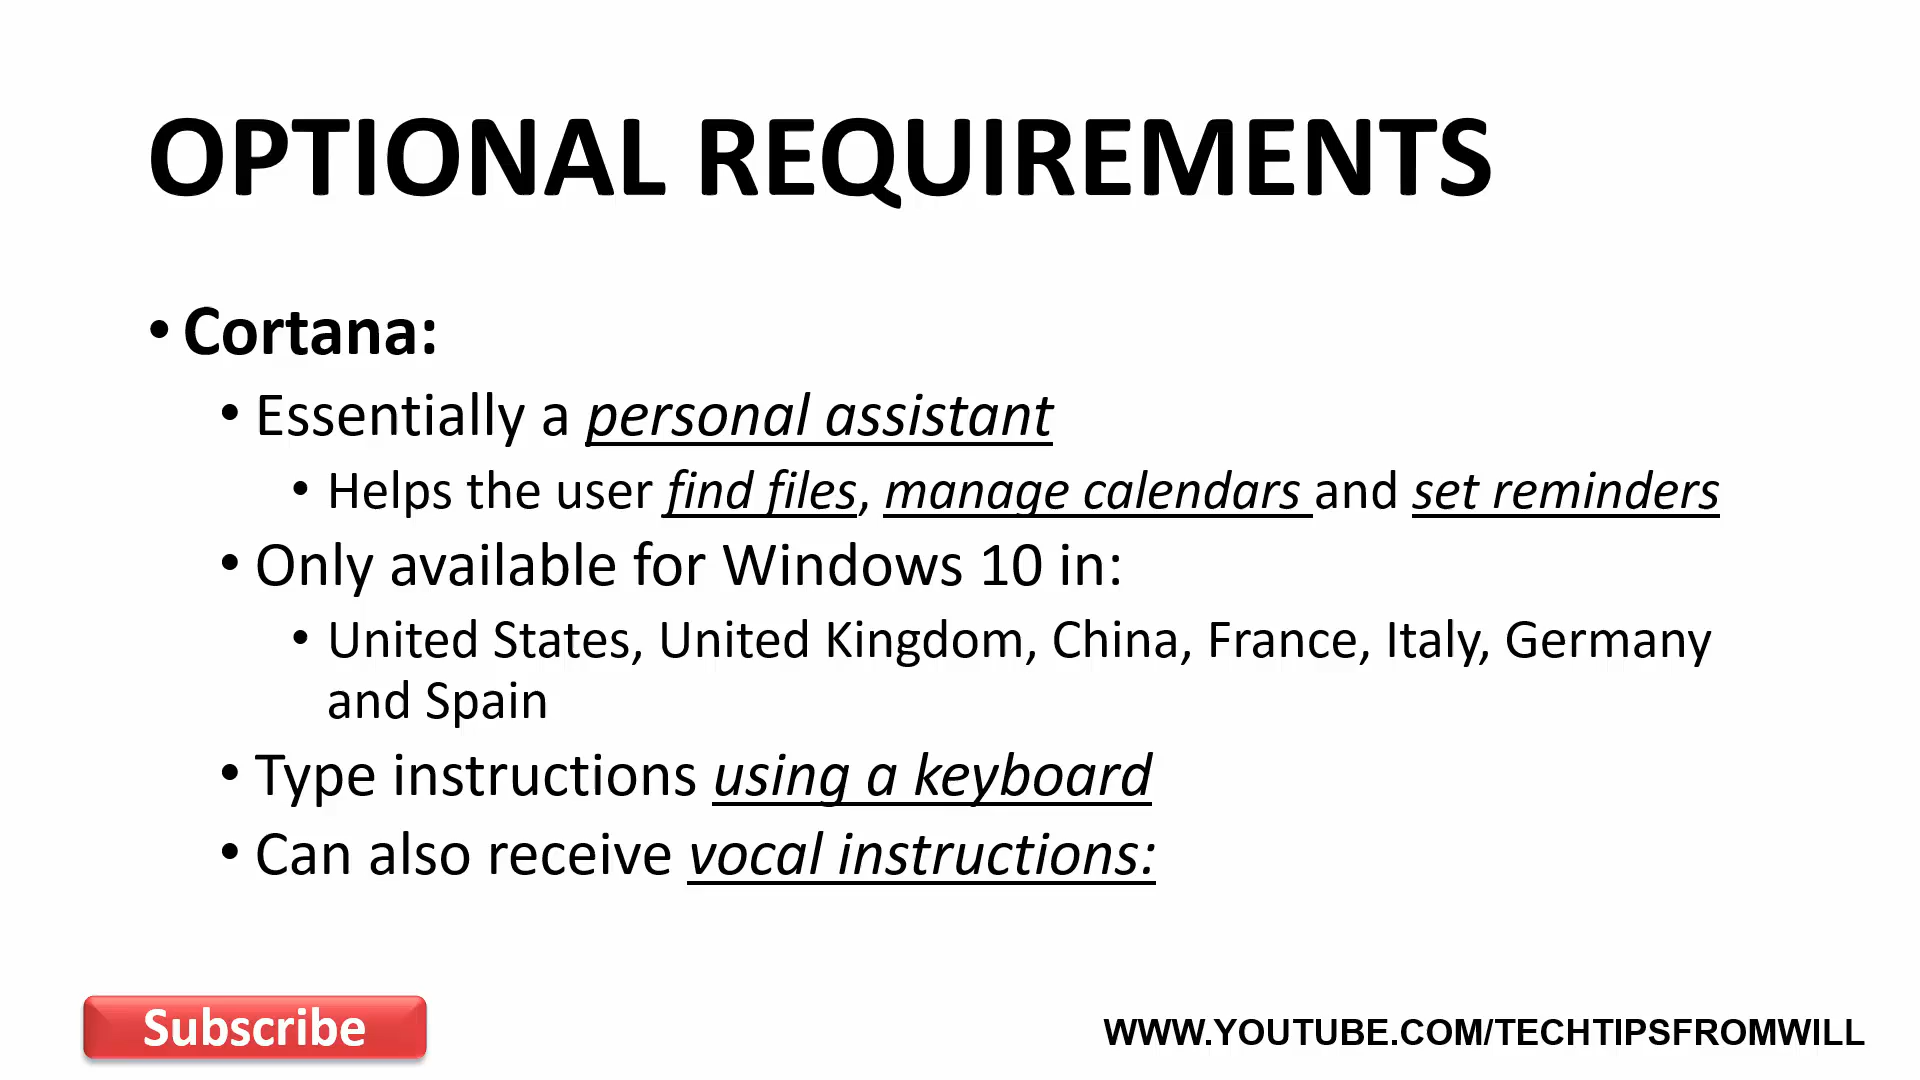 OPTIONAL REQUIREMENTS
• Cortana:
• Essentially a personal assistant
• Helps the user find files, manage calendars and set reminders
• Only available for Windows 10 in:
• United States, United Kingdom, China, France, Italy, Germany
and Spain
• Type instructions using a keyboard
• Can also receive vocal instructions:
Subscribe
WWW.YOUTUBE.COM/TECHTIPSFROMWILL